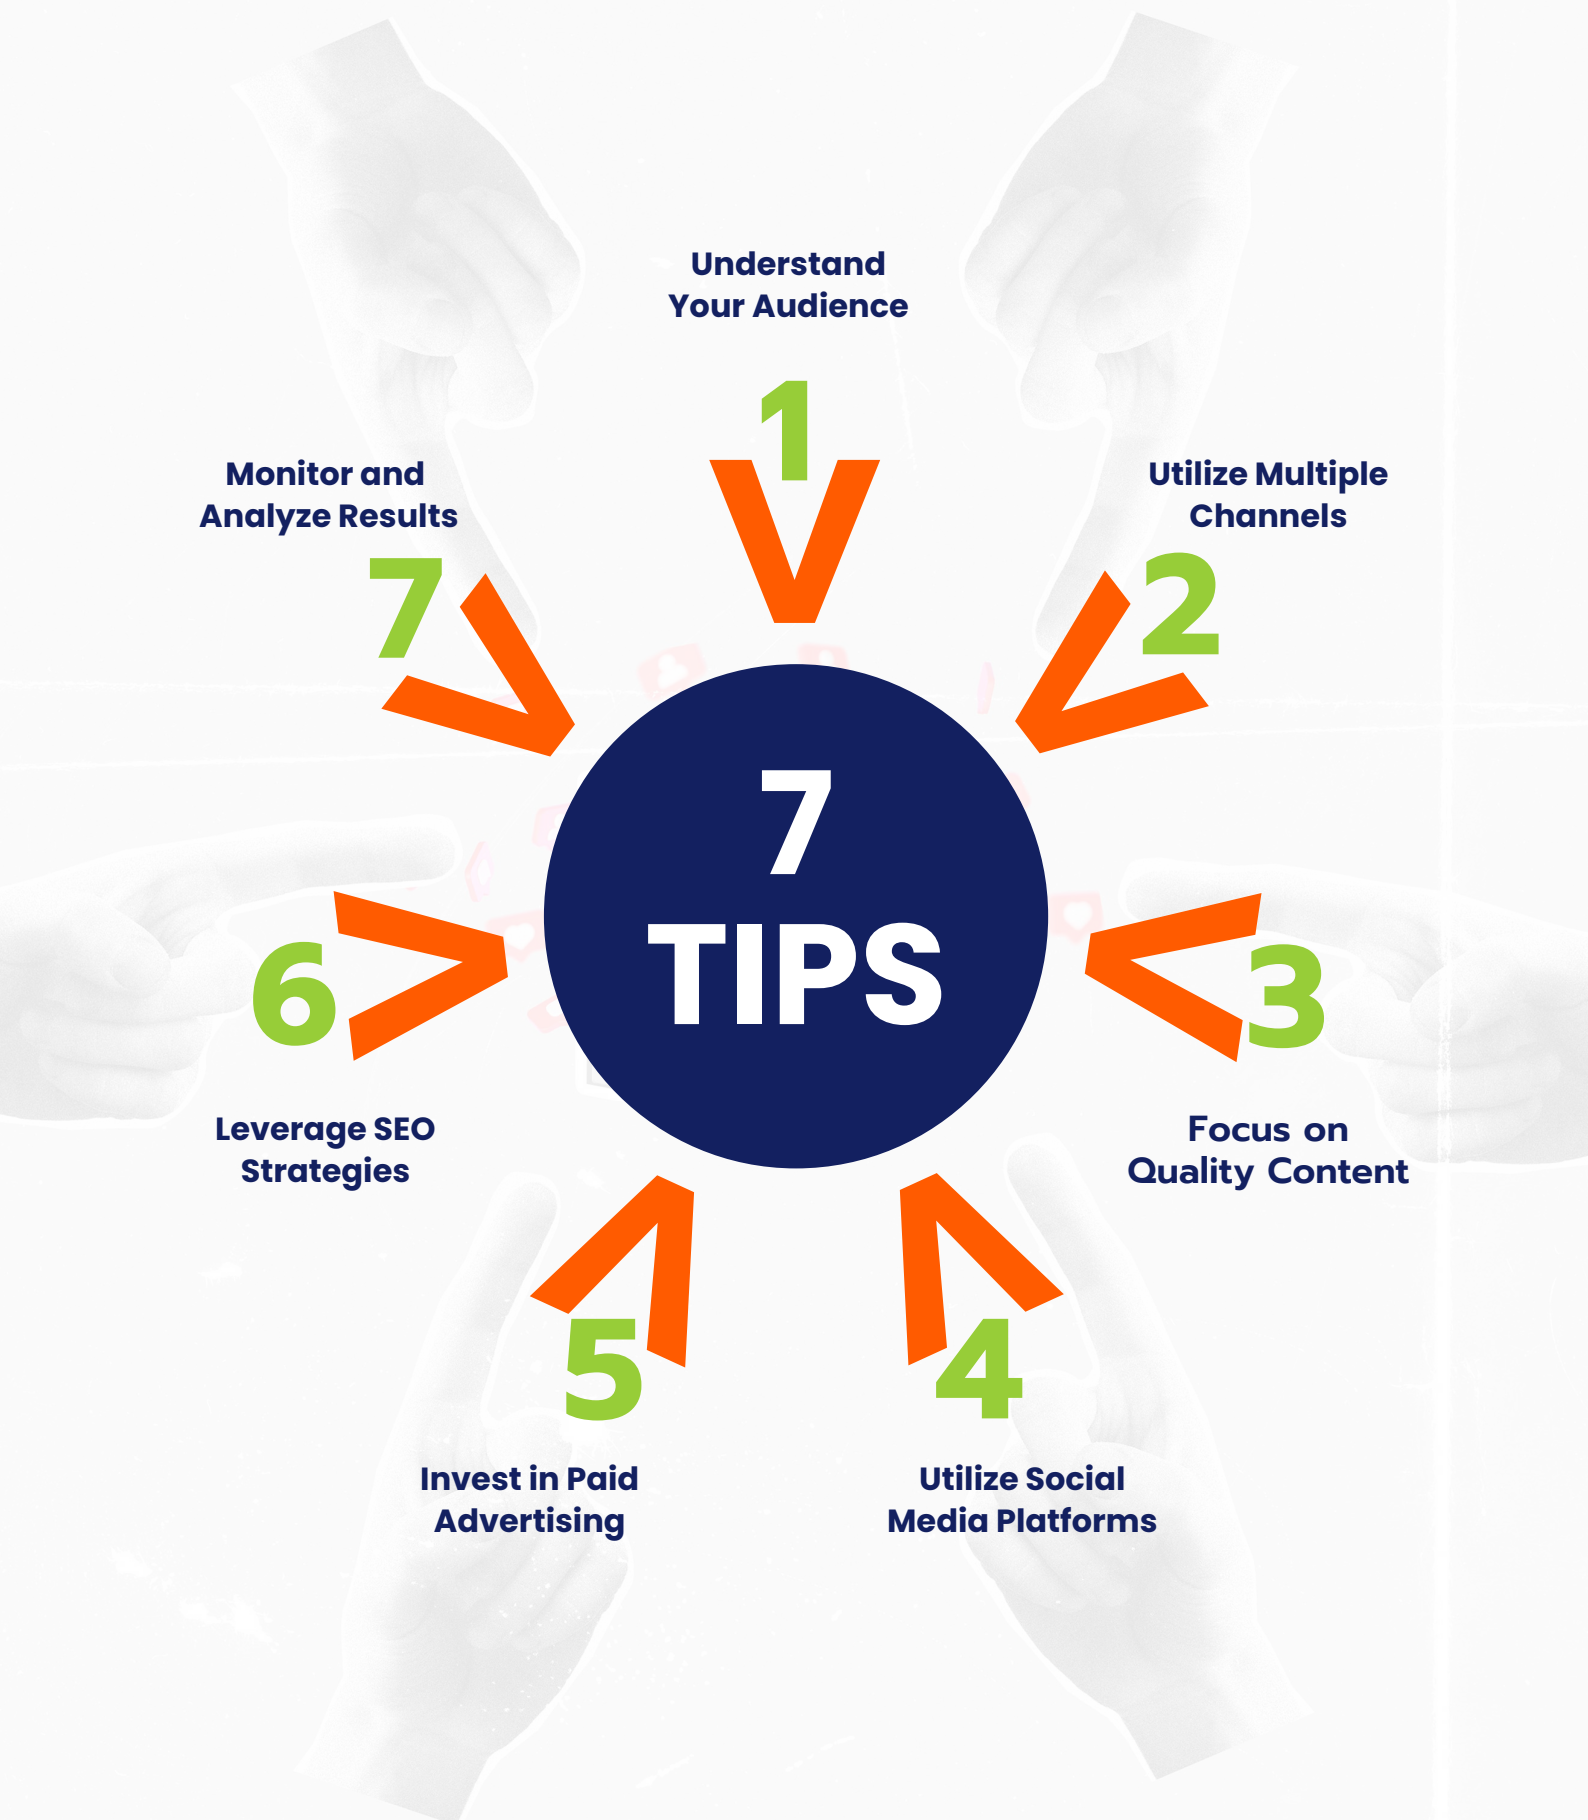 Understand
Your Audience
1
Utilize Multiple
Channels
2
3
Focus on
Quality Content
4
Utilize Social
Media Platforms
5
Invest in Paid
Advertising
6
Leverage SEO
Strategies
Monitor and
Analyze Results
7
7
TIPS